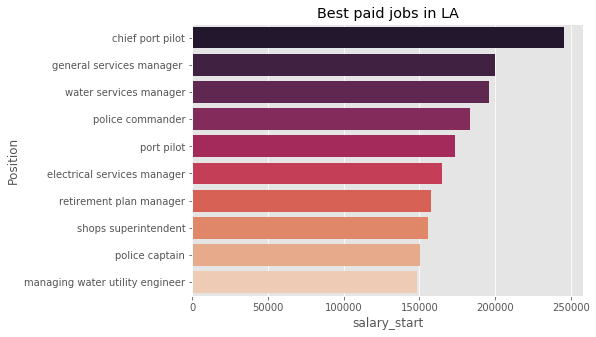 Best paid jobs in LA
Position
chief port pilot
general services manager
water services manager
police commander
port pilot
electrical services manager
retirement plan manager
shops superintendent
police captain
managing water utility engineer
0 50000 100000 150000 200000 250000
salary_start